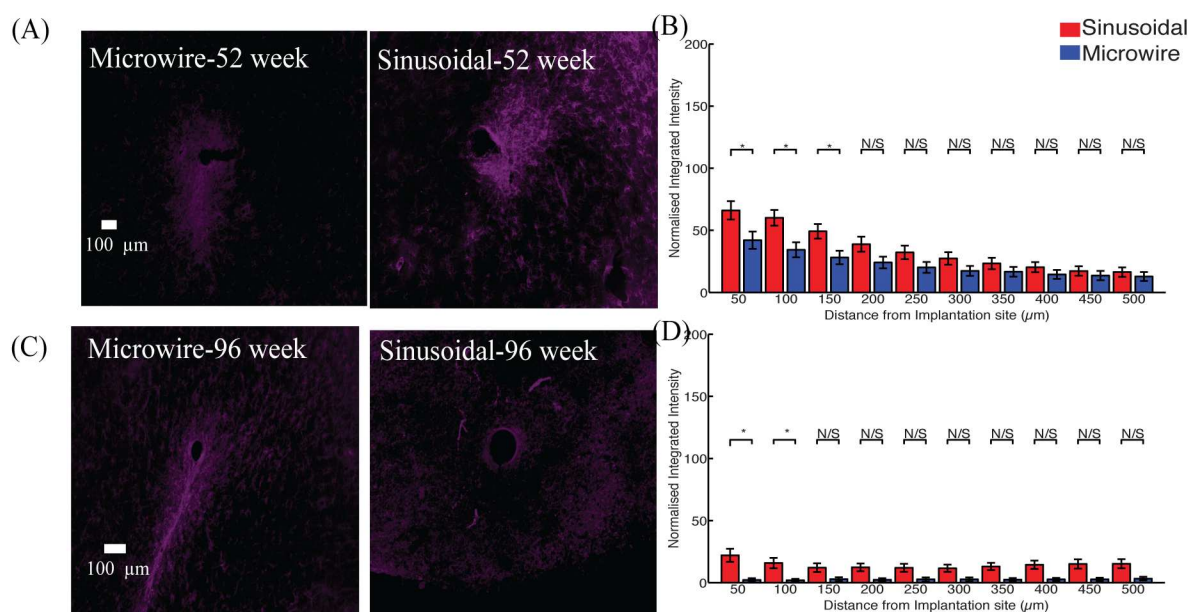 (A)
Microwire-52 week
Sinusoidal-52 week
100 µm
(B)
Sinusoidal
Microwire
200
150
100
50
0
Normalised Integrated Intensity
* * * N/S N/S N/S N/S N/S N/S N/S
50 100 150 200 250 300 350 400 450 500
Distance from Implantation site (µm)
(C)
Microwire-96 week
Sinusoidal-96 week
100 µm
(D)
200
150
100
50
0
Normalised Integrated Intensity
* * N/S N/S N/S N/S N/S N/S N/S N/S
50 100 150 200 250 300 350 400 450 500
Distance from Implantation site (µm)